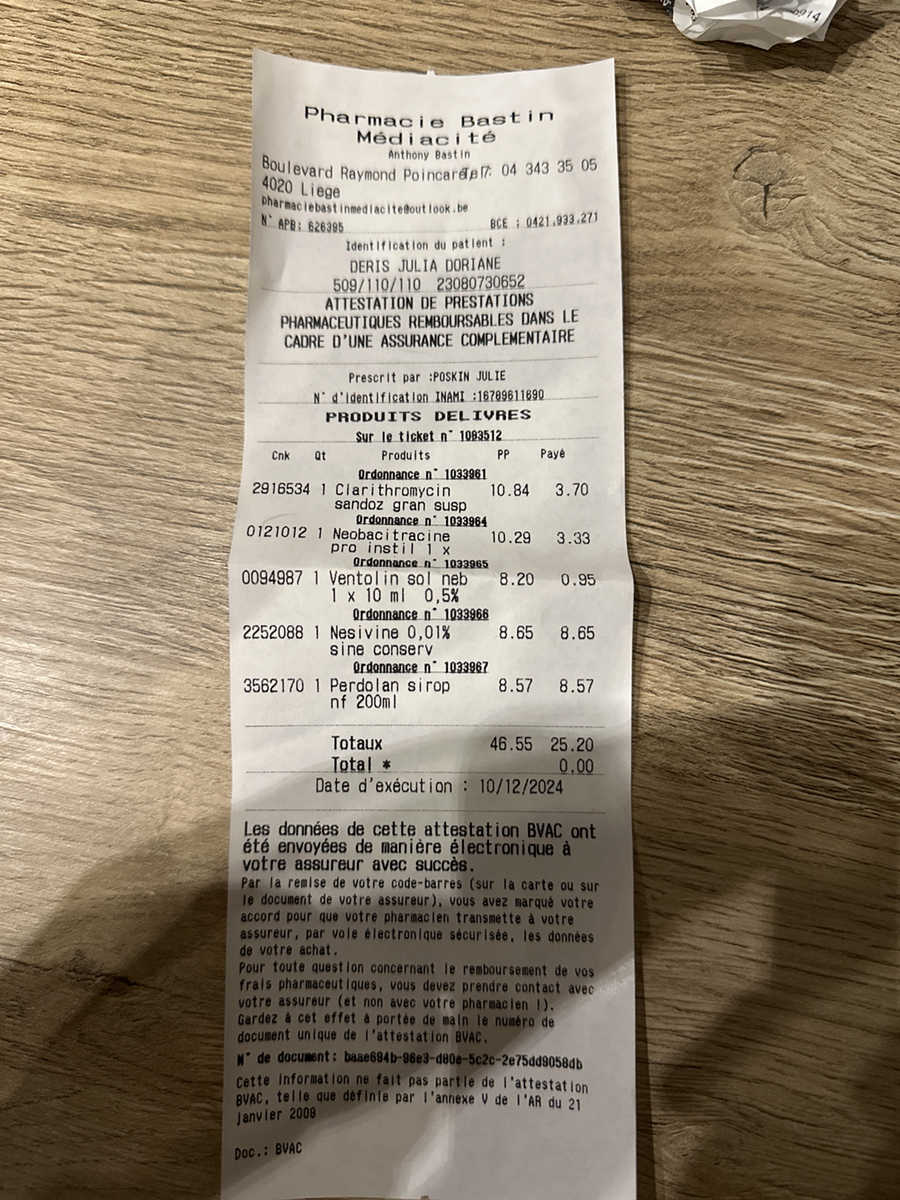 6914
Pharmacie Bastin
Médiacité
Anthony Bastin
Boulevard Raymond Poincaré 7 Tel: 04 343 35 05
4020 Liege
pharmaciebastinmediacite@outlook.be
N° APB: 626395 BCE : 0421.933.271
Identification du patient :
DERIS JULIA DORIANE
509/110/110 23080730652
ATTESTATION DE PRESTATIONS
PHARMACEUTIQUES REMBOURSABLES DANS LE
CADRE D'UNE ASSURANCE COMPLEMENTAIRE
Prescrit par :POSKIN JULIE
N° d'identification INAMI :16789611890
PRODUITS DELIVRES
Sur le ticket n° 1083512
Cnk Qt Produits PP Payé
Ordonnance n° 1033961
2916534 1 Clarithromycin 10.84 3.70
sandoz gran susp
Ordonnance n° 1033964
0121012 1 Neobacitracine 10.29 3.33
pro instil 1 x
Ordonnance n° 1033965
0094987 1 Ventolin sol neb 8.20 0.95
1 x 10 ml 0,5%
Ordonnance n° 1033966
2252088 1 Nesivine 0,01% 8.65 8.65
sine conserv
Ordonnance n° 1033967
3562170 1 Perdolan sirop 8.57 8.57
nf 200ml
Totaux 46.55 25.20
Total * 0.00
Date d'exécution : 10/12/2024
Les données de cette attestation BVAC ont
été envoyées de manière électronique à
votre assureur avec succès.
Par la remise de votre code-barres (sur la carte ou sur
le document de votre assureur), vous avez marqué votre
accord pour que votre pharmacien transmette à votre
assureur, par voie électronique sécurisée, les données
de votre achat.
Pour toute question concernant le remboursement de vos
frais pharmaceutiques, vous devez prendre contact avec
votre assureur (et non avec votre pharmacien !).
Gardez à cet effet à portée de main le numéro de
document unique de l'attestation BVAC.
N° de document: baae694b-96e3-d80e-5c2c-2e75dd9058db
Cette information ne fait pas partie de l'attestation
BVAC, telle que définie par l'annexe V de l'AR du 21
janvier 2009
Doc.: BVAC